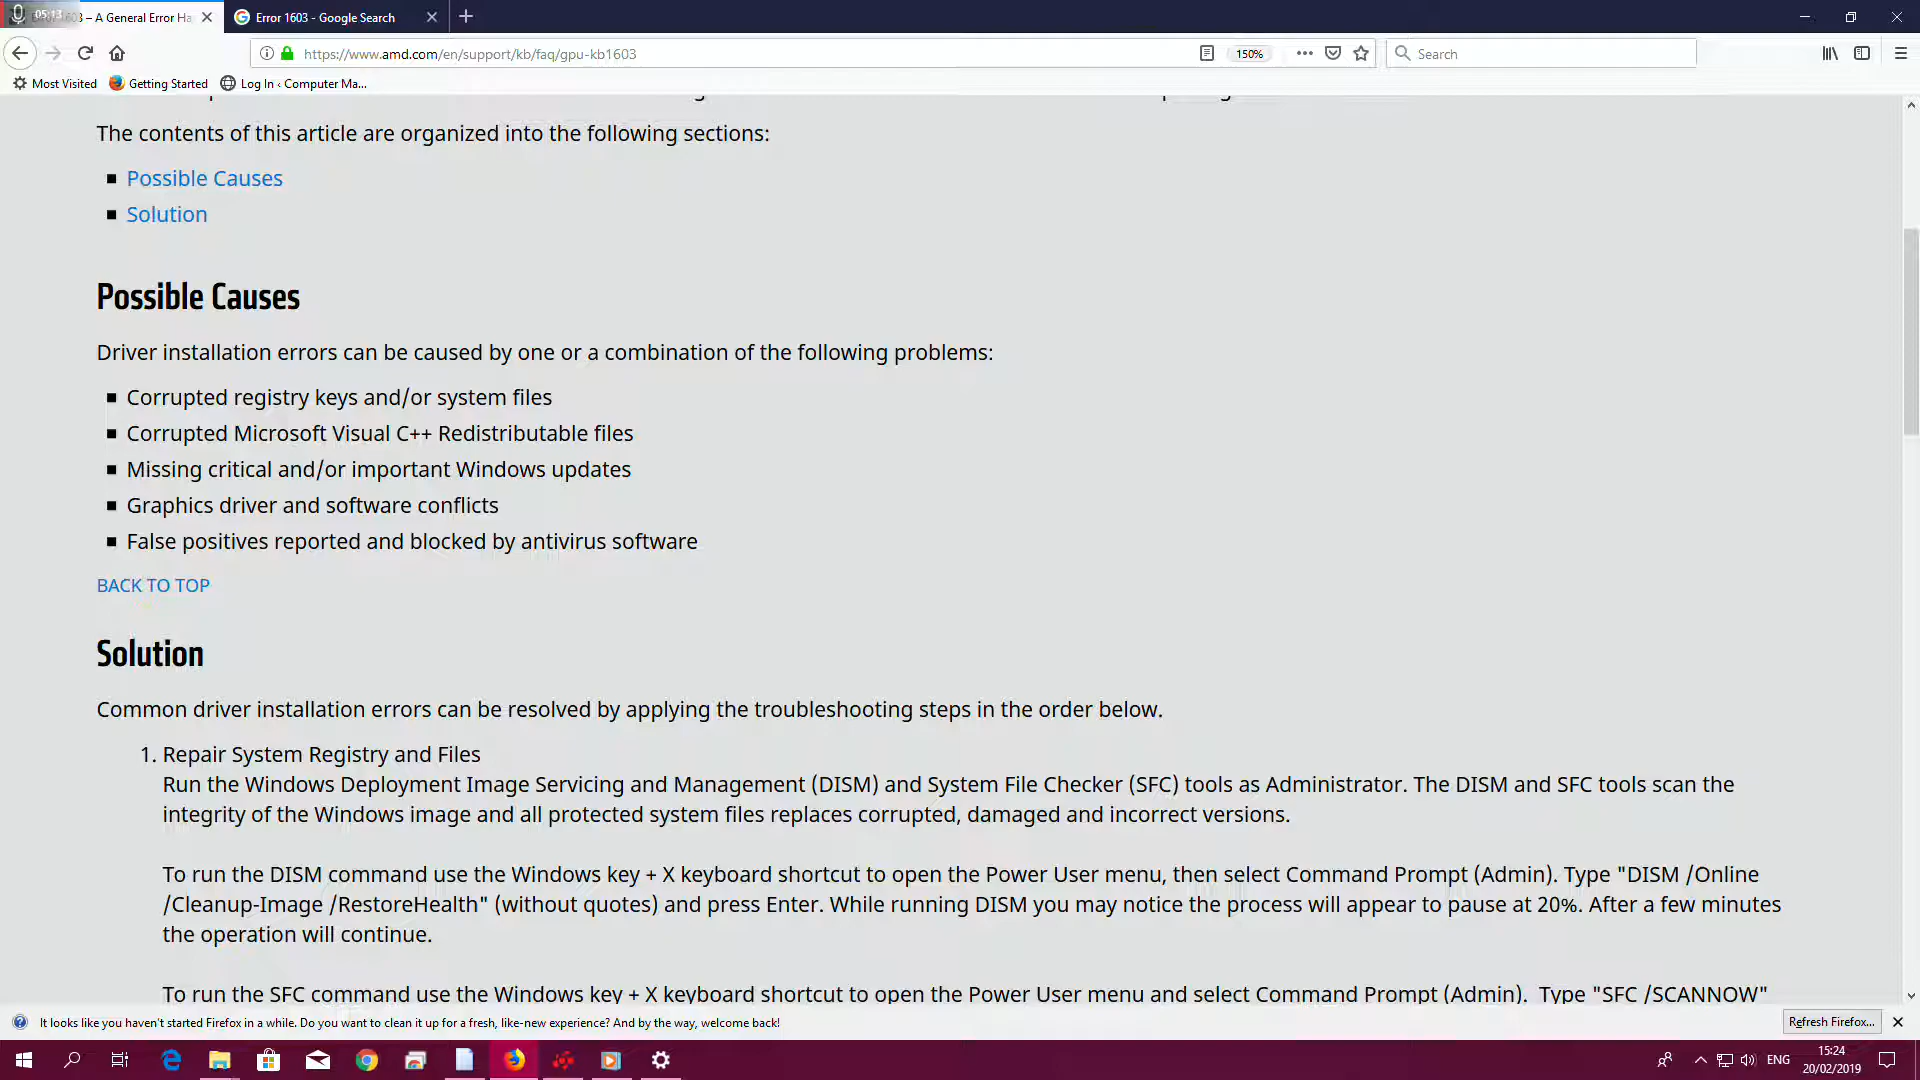 05:13
3 – A General Error Ha
Error 1603 - Google Search
https://www.amd.com/en/support/kb/faq/gpu-kb1603
150%
Search
Most Visited
Getting Started
Log In ‹ Computer Ma...
The contents of this article are organized into the following sections:
Possible Causes
Solution
Possible Causes
Driver installation errors can be caused by one or a combination of the following problems:
Corrupted registry keys and/or system files
Corrupted Microsoft Visual C++ Redistributable files
Missing critical and/or important Windows updates
Graphics driver and software conflicts
False positives reported and blocked by antivirus software
BACK TO TOP
Solution
Common driver installation errors can be resolved by applying the troubleshooting steps in the order below.
1. Repair System Registry and Files
Run the Windows Deployment Image Servicing and Management (DISM) and System File Checker (SFC) tools as Administrator. The DISM and SFC tools scan the
integrity of the Windows image and all protected system files replaces corrupted, damaged and incorrect versions.
To run the DISM command use the Windows key + X keyboard shortcut to open the Power User menu, then select Command Prompt (Admin). Type "DISM /Online
/Cleanup-Image /RestoreHealth" (without quotes) and press Enter. While running DISM you may notice the process will appear to pause at 20%. After a few minutes
the operation will continue.
To run the SFC command use the Windows key + X keyboard shortcut to open the Power User menu and select Command Prompt (Admin). Type "SFC /SCANNOW"
It looks like you haven't started Firefox in a while. Do you want to clean it up for a fresh, like-new experience? And by the way, welcome back!
Refresh Firefox...
ENG
15:24
20/02/2019